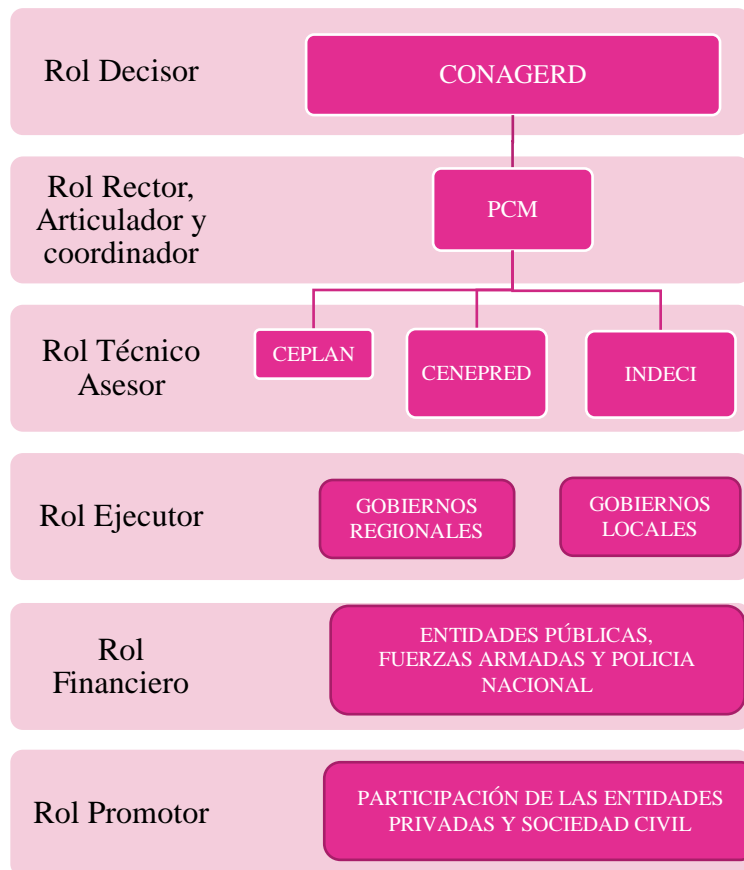 Rol Decisor
CONAGERD
Rol Rector,
Articulador y
coordinador
PCM
Rol Técnico
Asesor
CEPLAN
CENEPRED
INDECI
Rol Ejecutor
GOBIERNOS
REGIONALES
GOBIERNOS
LOCALES
Rol
Financiero
ENTIDADES PÚBLICAS,
FUERZAS ARMADAS Y POLICIA
NACIONAL
Rol Promotor
PARTICIPACIÓN DE LAS ENTIDADES
PRIVADAS Y SOCIEDAD CIVIL